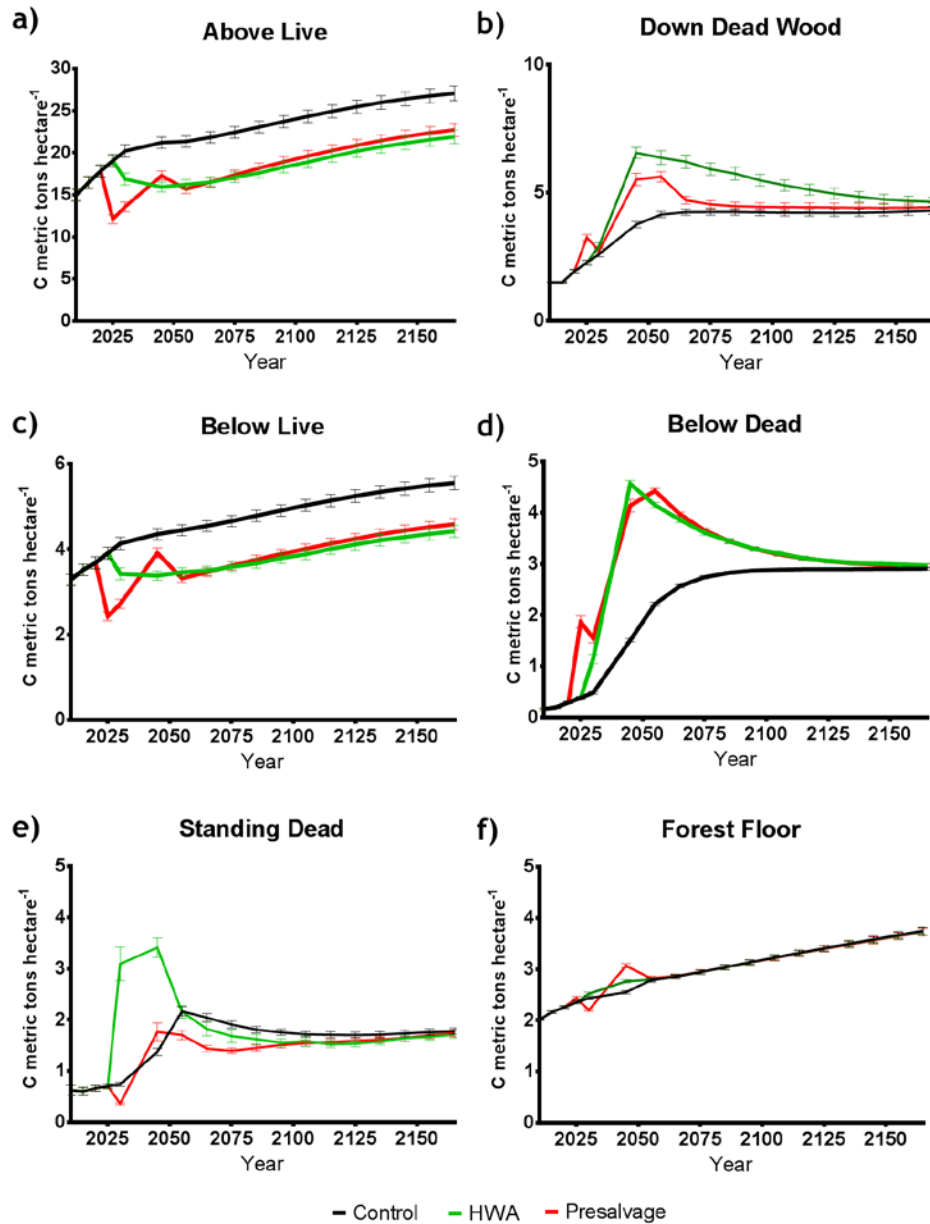 a)
Above Live
C metric tons hectare⁻¹
30
25
20
15
10
5
0
2025 2050 2075 2100 2125 2150
Year
b)
Down Dead Wood
C metric tons hectare⁻¹
10
5
0
2025 2050 2075 2100 2125 2150
Year
c)
Below Live
C metric tons hectare⁻¹
6
4
2
0
2025 2050 2075 2100 2125 2150
Year
d)
Below Dead
C metric tons hectare⁻¹
5
4
3
2
1
0
2025 2050 2075 2100 2125 2150
Year
e)
Standing Dead
C metric tons hectare⁻¹
5
4
3
2
1
0
2025 2050 2075 2100 2125 2150
Year
f)
Forest Floor
C metric tons hectare⁻¹
5
4
3
2
1
0
2025 2050 2075 2100 2125 2150
Year
Control HWA Presalvage